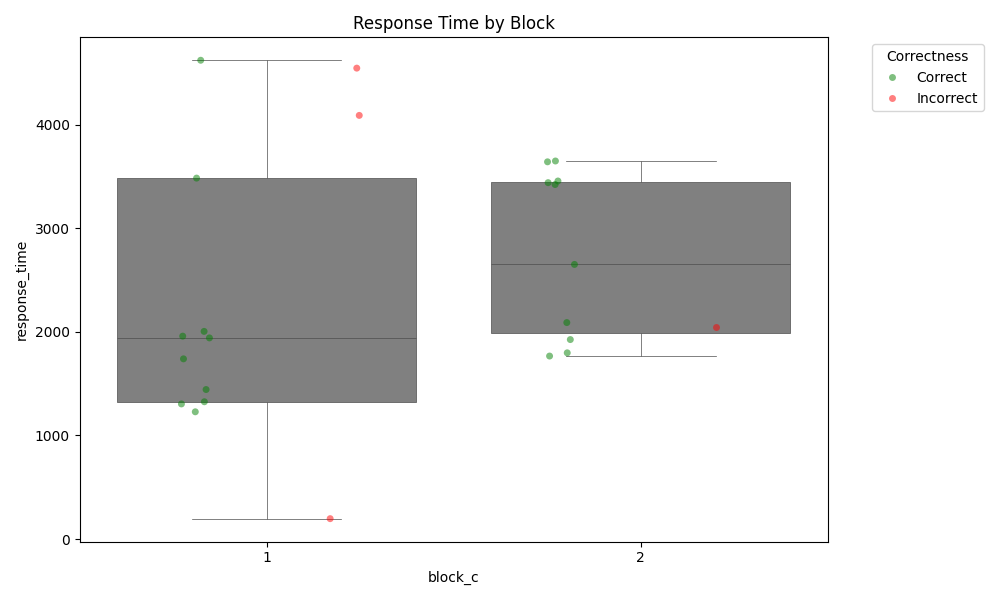 Response Time by Block
Correctness
Correct
Incorrect
response_time
4000
3000
2000
1000
0
1
2
block_c